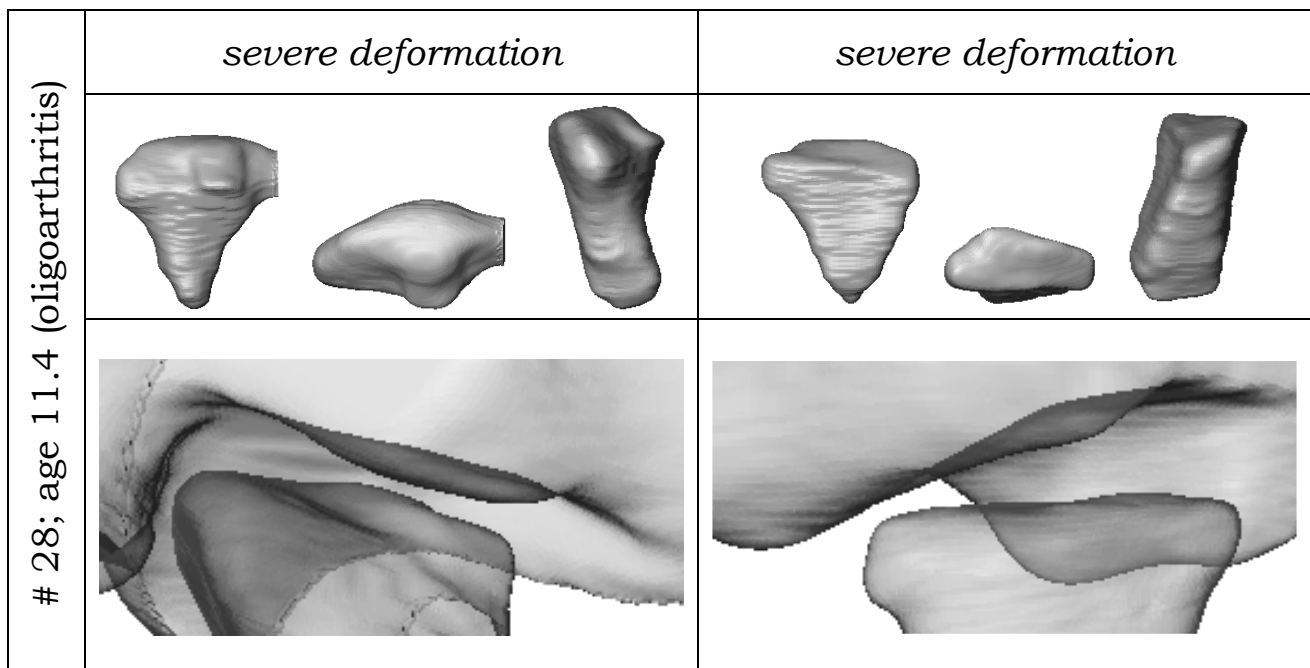 # 28; age 11.4 (oligoarthritis)
severe deformation
severe deformation